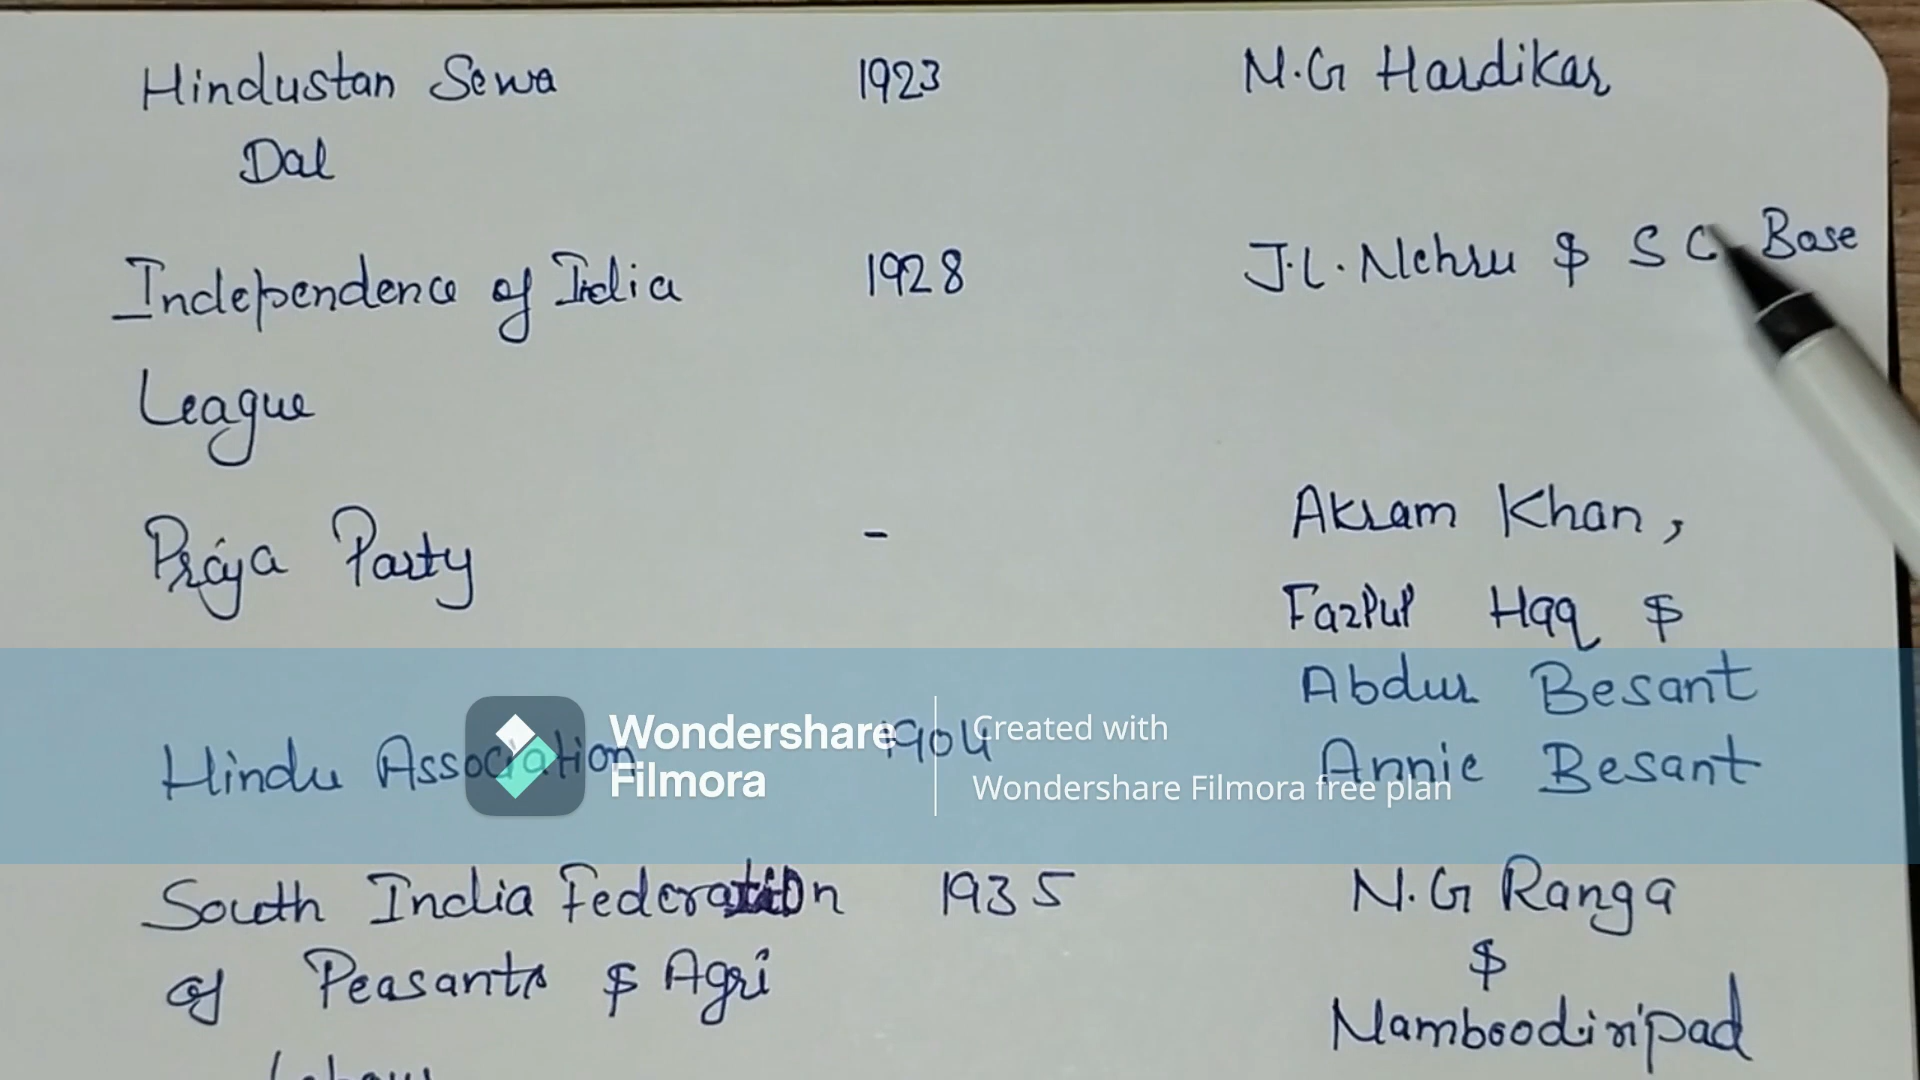 Hindustan Sewa 1923 N.G Hardikar
Dal
Independence of India 1928 J.L. Nehru $ S C Bose
League
Praja Party - Akram Khan,
Fazlul Haq $
Abdur Besant
Hindu Association 1904 Annie Besant
Wondershare
Filmora
Created with
Wondershare Filmora free plan
South India Federation 1935 N.G Ranga
of Peasants $ Agri $
Namboodiripad
Labour